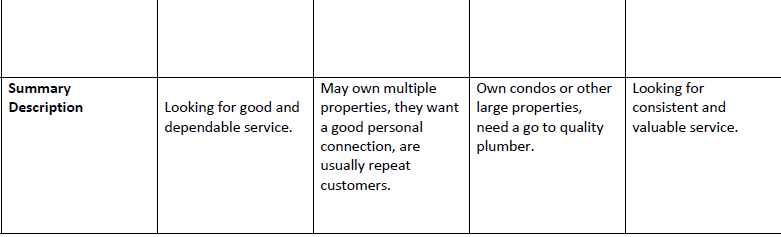 Summary
Description
Looking for good and
dependable service.
May own multiple
properties, they want
a good personal
connection, are
usually repeat
customers.
Own condos or other
large properties,
need a go to quality
plumber.
Looking for
consistent and
valuable service.